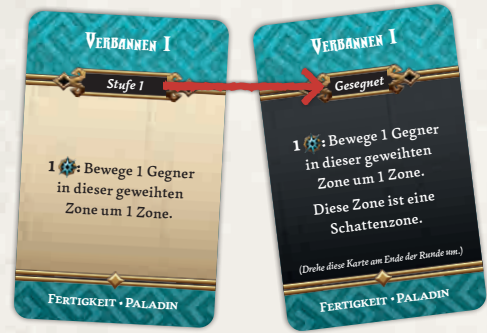 Verbannen I
Stufe 1
1 : Bewege 1 Gegner
in dieser geweihten
Zone um 1 Zone.
Fertigkeit • Paladin
Verbannen I
Gesegnet
1 : Bewege 1 Gegner
in dieser geweihten
Zone um 1 Zone.
Diese Zone ist eine
Schattenzone.
(Drehe diese Karte am Ende der Runde um.)
Fertigkeit • Paladin